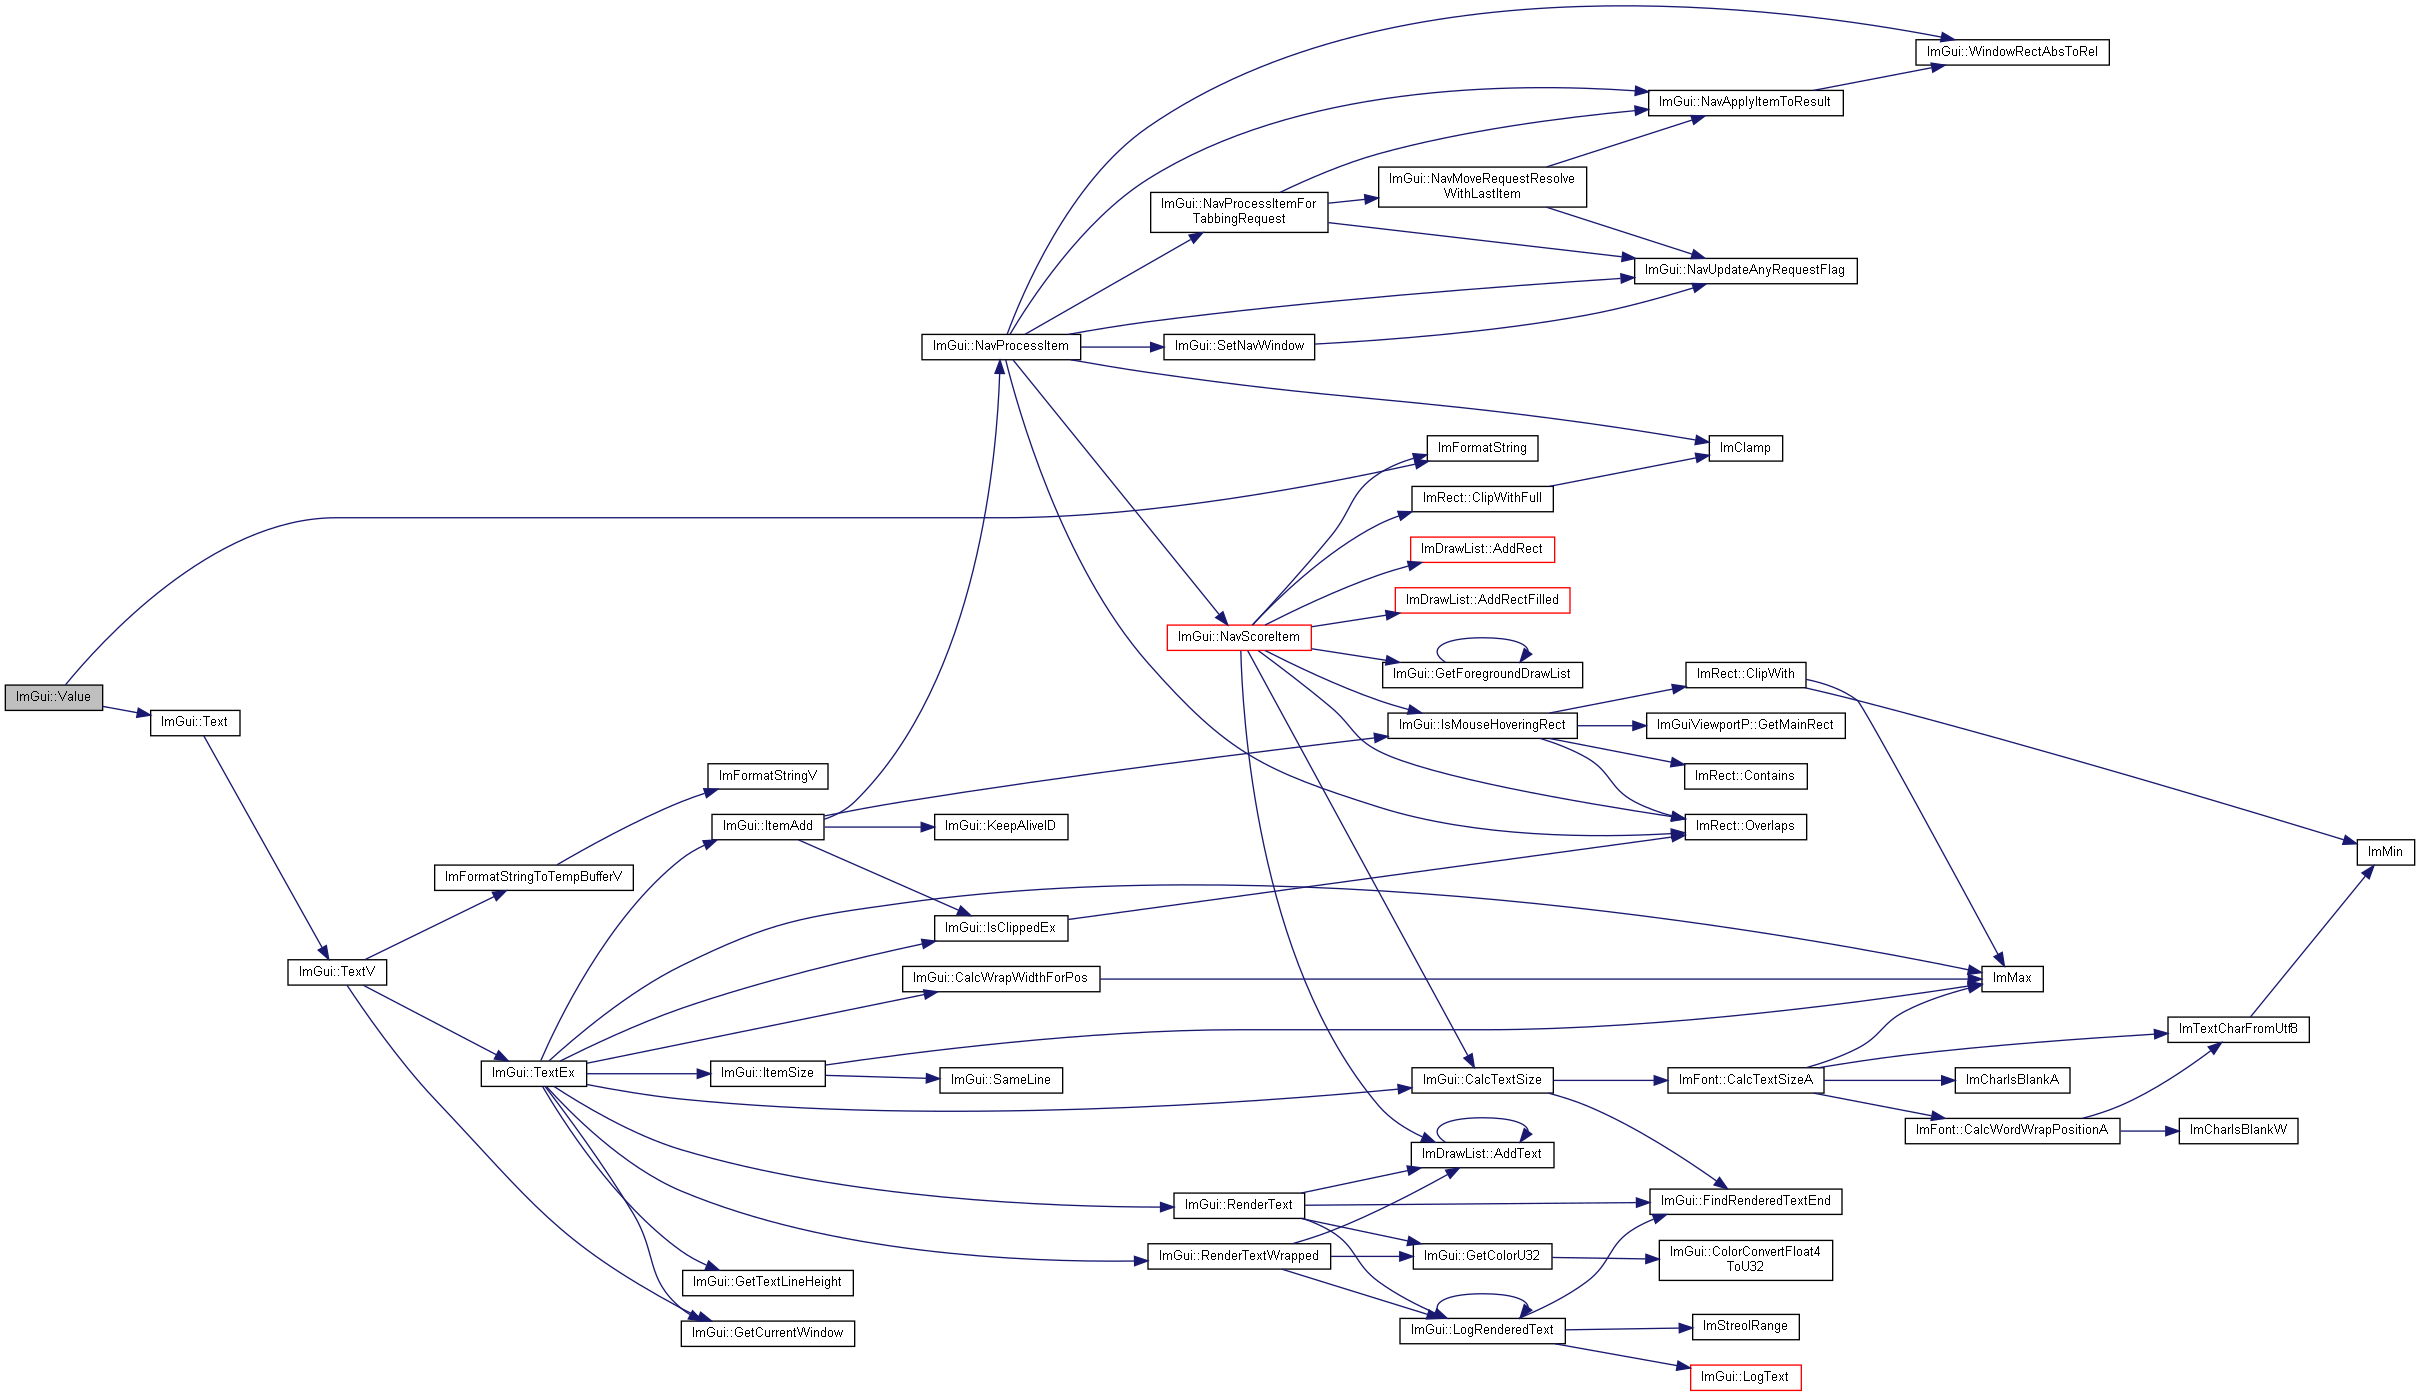 ImGui::WindowRectAbsToRel
ImGui::NavApplyItemToResult
ImGui::NavMoveRequestResolve
WithLastItem
ImGui::NavProcessItemFor
TabbingRequest
ImGui::NavUpdateAnyRequestFlag
ImGui::NavProcessItem
ImGui::SetNavWindow
ImFormatString
ImClamp
ImRect::ClipWithFull
ImDrawList::AddRect
ImDrawList::AddRectFilled
ImGui::NavScoreItem
ImGui::GetForegroundDrawList
ImRect::ClipWith
ImGui::Value
ImGui::Text
ImGui::IsMouseHoveringRect
ImGuiViewportP::GetMainRect
ImFormatStringV
ImRect::Contains
ImGui::ItemAdd
ImGui::KeepAliveID
ImRect::Overlaps
ImMin
ImFormatStringToTempBufferV
ImGui::IsClippedEx
ImGui::TextV
ImGui::CalcWrapWidthForPos
ImMax
ImTextCharFromUtf8
ImGui::TextEx
ImGui::ItemSize
ImGui::SameLine
ImGui::CalcTextSize
ImFont::CalcTextSizeA
ImCharIsBlankA
ImFont::CalcWordWrapPositionA
ImCharIsBlankW
ImDrawList::AddText
ImGui::RenderText
ImGui::FindRenderedTextEnd
ImGui::RenderTextWrapped
ImGui::GetColorU32
ImGui::ColorConvertFloat4
ToU32
ImGui::GetTextLineHeight
ImGui::GetCurrentWindow
ImGui::LogRenderedText
ImStreolRange
ImGui::LogText